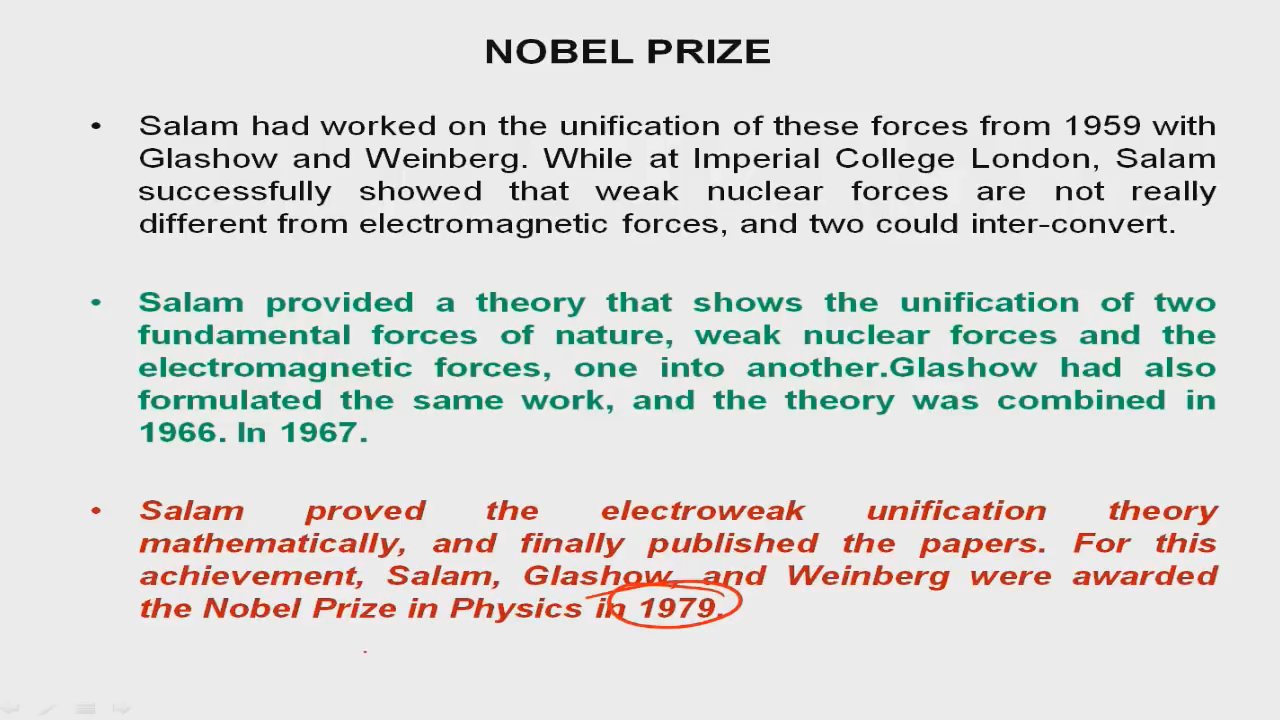 NOBEL PRIZE
• Salam had worked on the unification of these forces from 1959 with
Glashow and Weinberg. While at Imperial College London, Salam
successfully showed that weak nuclear forces are not really
different from electromagnetic forces, and two could inter-convert.
• Salam provided a theory that shows the unification of two
fundamental forces of nature, weak nuclear forces and the
electromagnetic forces, one into another.Glashow had also
formulated the same work, and the theory was combined in
1966. In 1967.
• Salam proved the electroweak unification theory
mathematically, and finally published the papers. For this
achievement, Salam, Glashow, and Weinberg were awarded
the Nobel Prize in Physics in 1979.